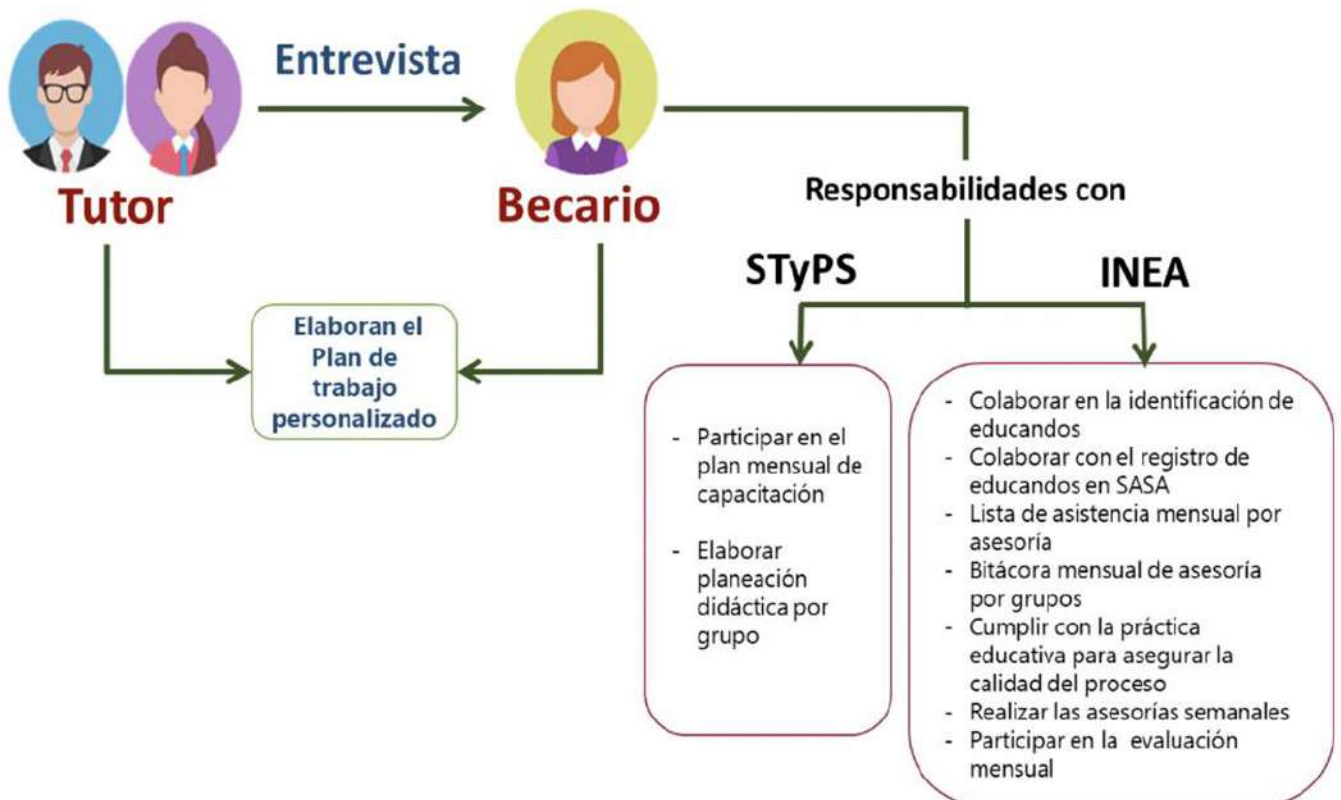 Entrevista
Tutor
Becario
Elaboran el
Plan de
trabajo
personalizado
Responsabilidades con
STyPS
INEA
- Participar en el
plan mensual de
capacitación
- Elaborar
planeación
didáctica por
grupo
- Colaborar en la identificación de
educandos
- Colaborar con el registro de
educandos en SASA
- Lista de asistencia mensual por
asesoría
- Bitácora mensual de asesoría
por grupos
- Cumplir con la práctica
educativa para asegurar la
calidad del proceso
- Realizar las asesorías semanales
- Participar en la evaluación
mensual